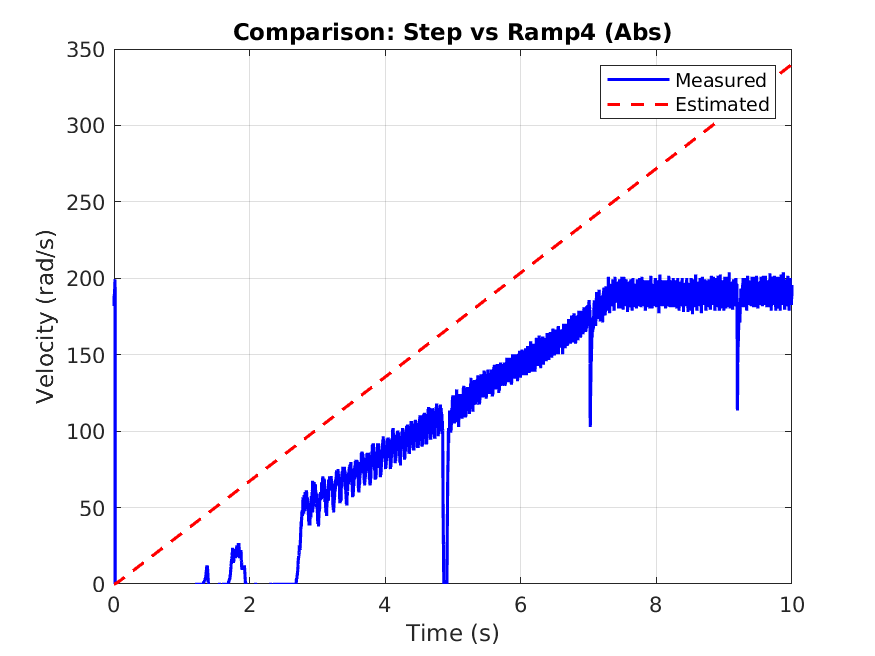 Comparison: Step vs Ramp4 (Abs)
350
300
250
200
150
100
50
0
Velocity (rad/s)
Measured
Estimated
0 2 4 6 8 10
Time (s)